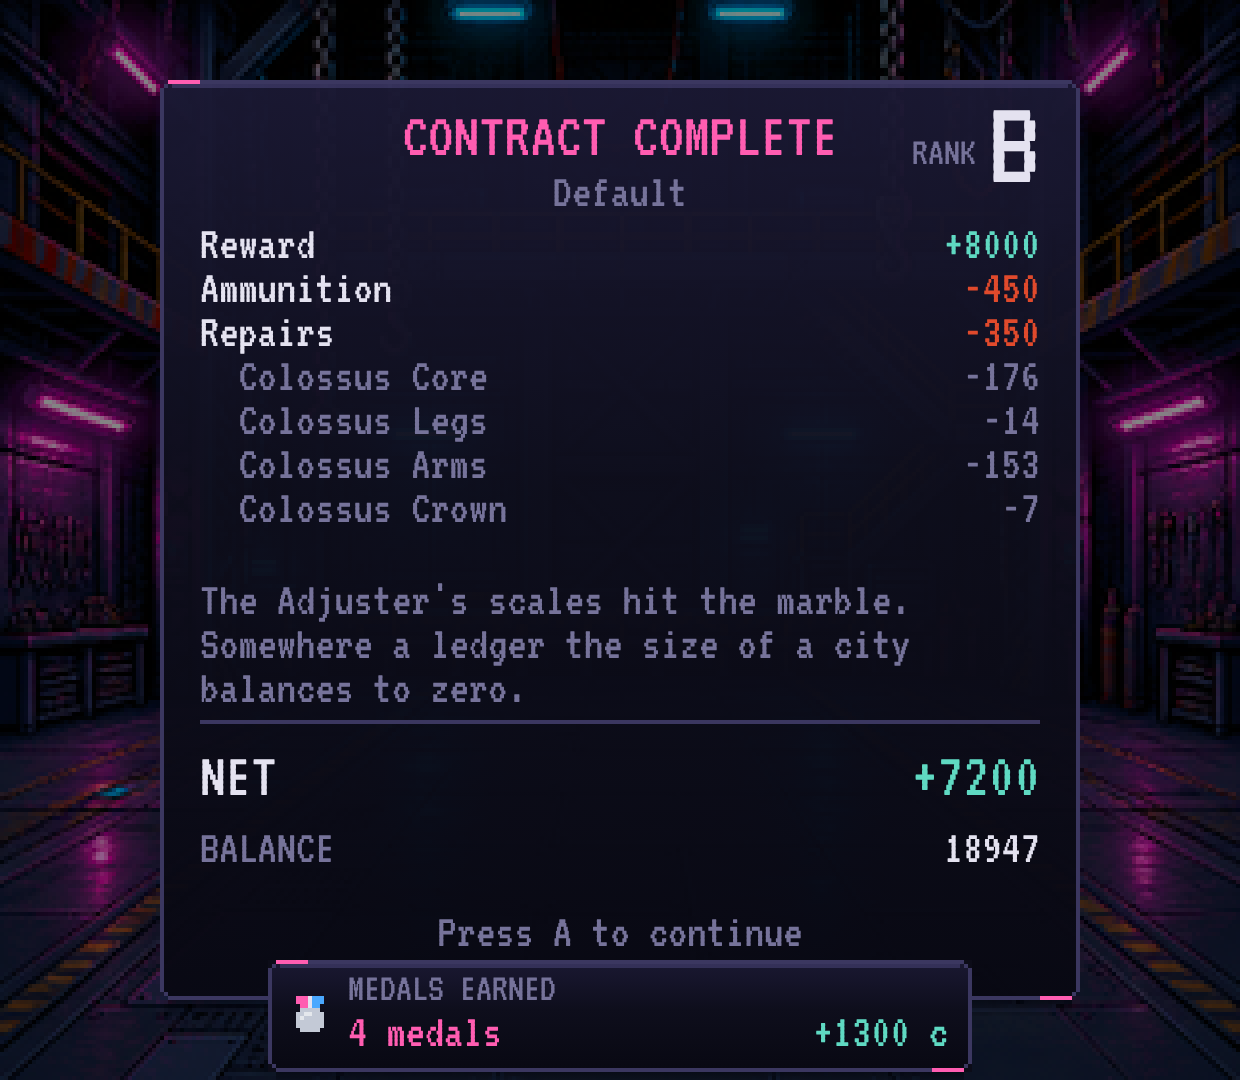 CONTRACT COMPLETE
RANK B
Default
Reward +8000
Ammunition -450
Repairs -350
Colossus Core -176
Colossus Legs -14
Colossus Arms -153
Colossus Crown -7
The Adjuster's scales hit the marble.
Somewhere a ledger the size of a city
balances to zero.
NET +7200
BALANCE 18947
Press A to continue
MEDALS EARNED
4 medals +1300 c